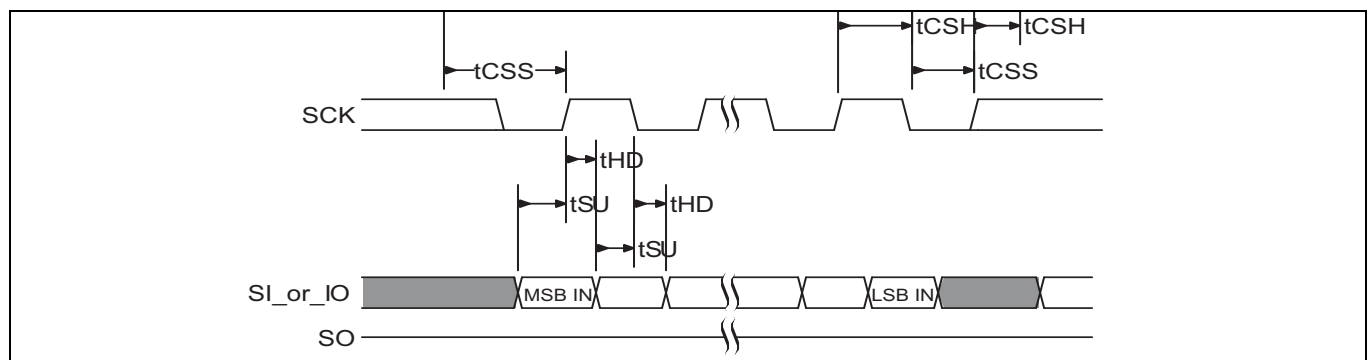 tCSH tCSH
tCSS tCSS
SCK
tHD
tSU tHD
tSU
SI_or_IO MSB IN LSB IN
SO